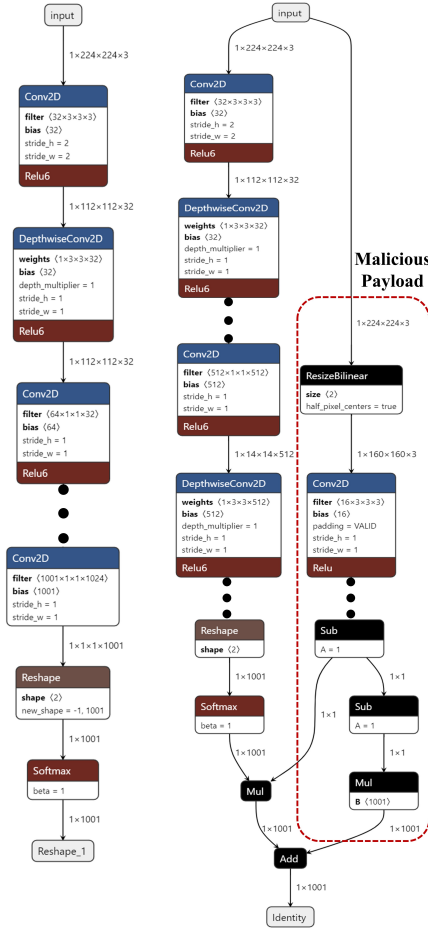 input
1×224×224×3
Conv2D
filter ⟨32×3×3×3⟩
bias ⟨32⟩
stride_h = 2
stride_w = 2
Relu6
1×112×112×32
DepthwiseConv2D
weights ⟨1×3×3×32⟩
bias ⟨32⟩
depth_multiplier = 1
stride_h = 1
stride_w = 1
Relu6
1×112×112×32
Conv2D
filter ⟨64×1×1×32⟩
bias ⟨64⟩
stride_h = 1
stride_w = 1
Relu6
Conv2D
filter ⟨1001×1×1×1024⟩
bias ⟨1001⟩
stride_h = 1
stride_w = 1
1×1×1×1001
Reshape
shape ⟨2⟩
new_shape = -1, 1001
1×1001
Softmax
beta = 1
1×1001
Reshape_1
input
1×224×224×3
Conv2D
filter ⟨32×3×3×3⟩
bias ⟨32⟩
stride_h = 2
stride_w = 2
Relu6
1×112×112×32
DepthwiseConv2D
weights ⟨1×3×3×32⟩
bias ⟨32⟩
depth_multiplier = 1
stride_h = 1
stride_w = 1
Relu6
Conv2D
filter ⟨512×1×1×512⟩
bias ⟨512⟩
stride_h = 1
stride_w = 1
Relu6
1×14×14×512
DepthwiseConv2D
weights ⟨1×3×3×512⟩
bias ⟨512⟩
depth_multiplier = 1
stride_h = 1
stride_w = 1
Relu6
Reshape
shape ⟨2⟩
1×1001
Softmax
beta = 1
1×1001
Mul
1×1001
Malicious
Payload
1×224×224×3
ResizeBilinear
size ⟨2⟩
half_pixel_centers = true
1×160×160×3
Conv2D
filter ⟨16×3×3×3⟩
bias ⟨16⟩
padding = VALID
stride_h = 1
stride_w = 1
Relu
Sub
A = 1
1×1
1×1
Sub
A = 1
1×1
Mul
B ⟨1001⟩
1×1001
Add
1×1001
Identity